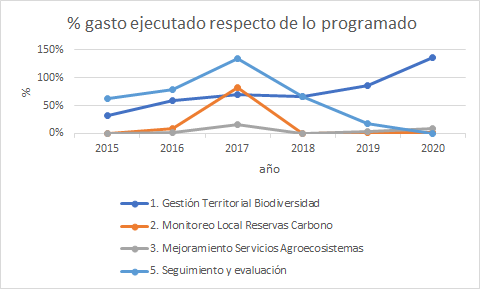 % gasto ejecutado respecto de lo programado
150%
100%
50%
0%
%
2015 2016 2017 2018 2019 2020
año
1. Gestión Territorial Biodiversidad
2. Monitoreo Local Reservas Carbono
3. Mejoramiento Servicios Agroecosistemas
5. Seguimiento y evaluación